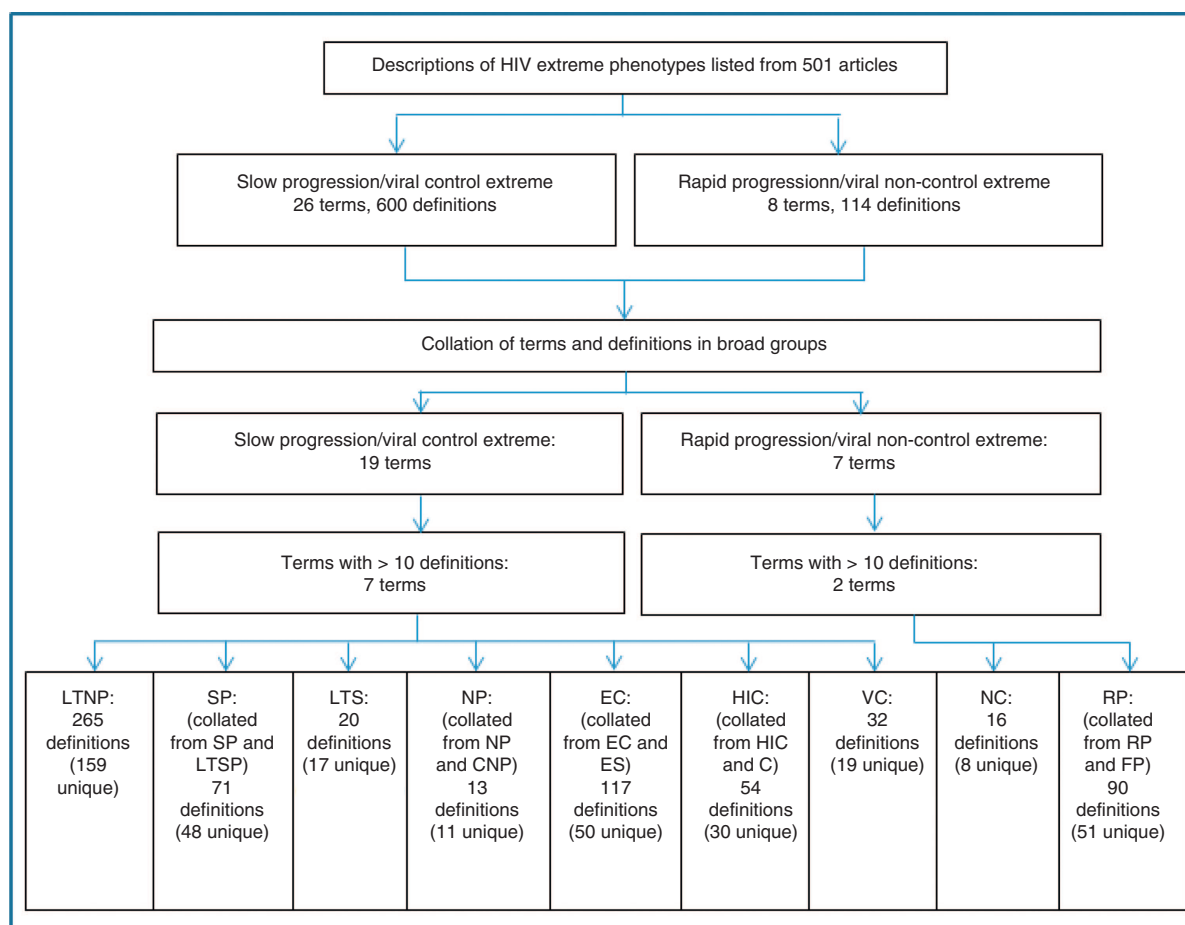 Descriptions of HIV extreme phenotypes listed from 501 articles
Slow progression/viral control extreme
26 terms, 600 definitions
Rapid progressionn/viral non-control extreme
8 terms, 114 definitions
Collation of terms and definitions in broad groups
Slow progression/viral control extreme:
19 terms
Rapid progression/viral non-control extreme:
7 terms
Terms with > 10 definitions:
7 terms
Terms with > 10 definitions:
2 terms
LTNP:
265
definitions
(159
unique)
SP:
(collated
from SP and
LTSP)
71
definitions
(48 unique)
LTS:
20
definitions
(17 unique)
NP:
(collated
from NP
and CNP)
13
definitions
(11 unique)
EC:
(collated
from EC and
ES)
117
definitions
(50 unique)
HIC:
(collated
from HIC
and C)
54
definitions
(30 unique)
VC:
32
definitions
(19 unique)
NC:
16
definitions
(8 unique)
RP:
(collated
from RP
and FP)
90
definitions
(51 unique)